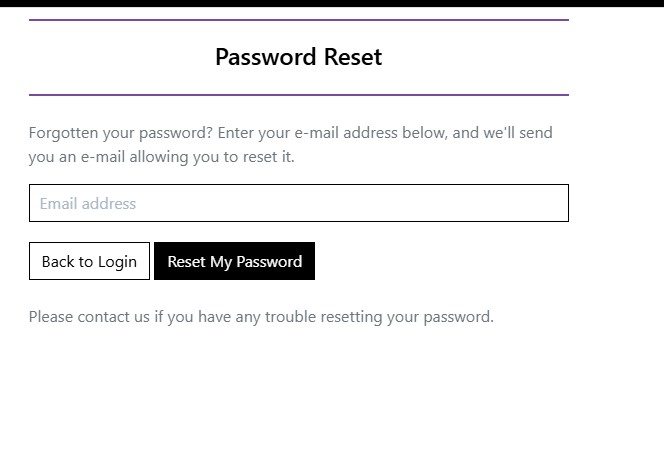 Password Reset
Forgotten your password? Enter your e-mail address below, and we'll send
you an e-mail allowing you to reset it.
Email address
Back to Login Reset My Password
Please contact us if you have any trouble resetting your password.